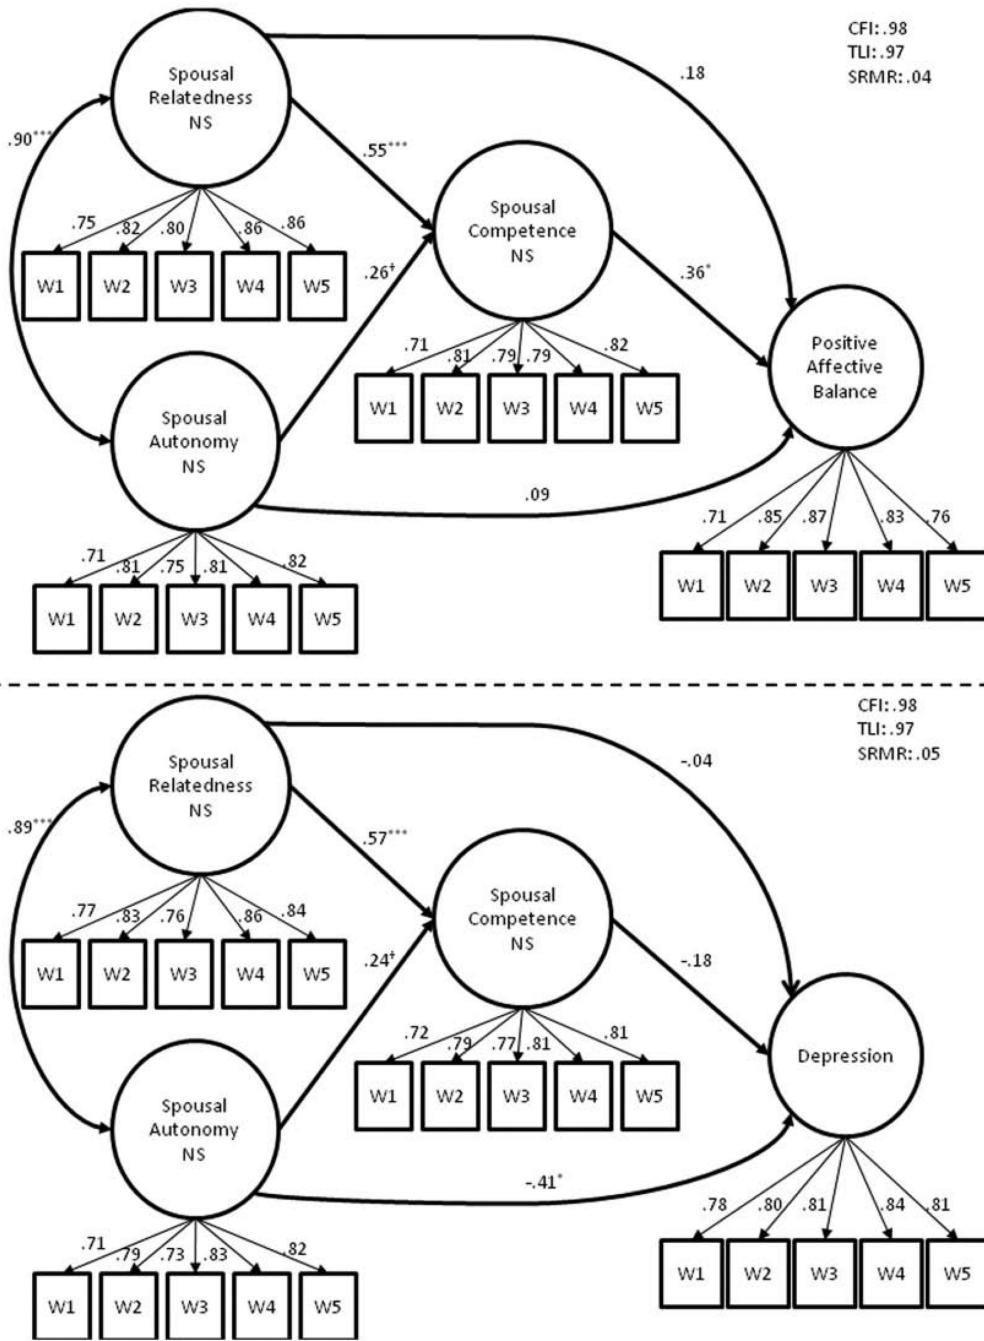 CFI:.98
TLI:.97
SRMR:.04
Spousal
Relatedness
NS
.18
.90***
.55***
.75 .82 .80 .86 .86
W1 W2 W3 W4 W5
Spousal
Competence
NS
.26†
.36*
.71 .81 .79 .79 .82
W1 W2 W3 W4 W5
Positive
Affective
Balance
Spousal
Autonomy
NS
.09
.71 .85 .87 .83 .76
W1 W2 W3 W4 W5
.71 .81 .75 .81 .82
W1 W2 W3 W4 W5
CFI:.98
TLI:.97
SRMR:.05
Spousal
Relatedness
NS
-.04
.89***
.57***
.77 .83 .76 .86 .84
W1 W2 W3 W4 W5
Spousal
Competence
NS
.24†
-.18
.72 .79 .77 .81 .81
W1 W2 W3 W4 W5
Depression
Spousal
Autonomy
NS
-.41*
.78 .80 .81 .84 .81
W1 W2 W3 W4 W5
.71 .79 .73 .83 .82
W1 W2 W3 W4 W5